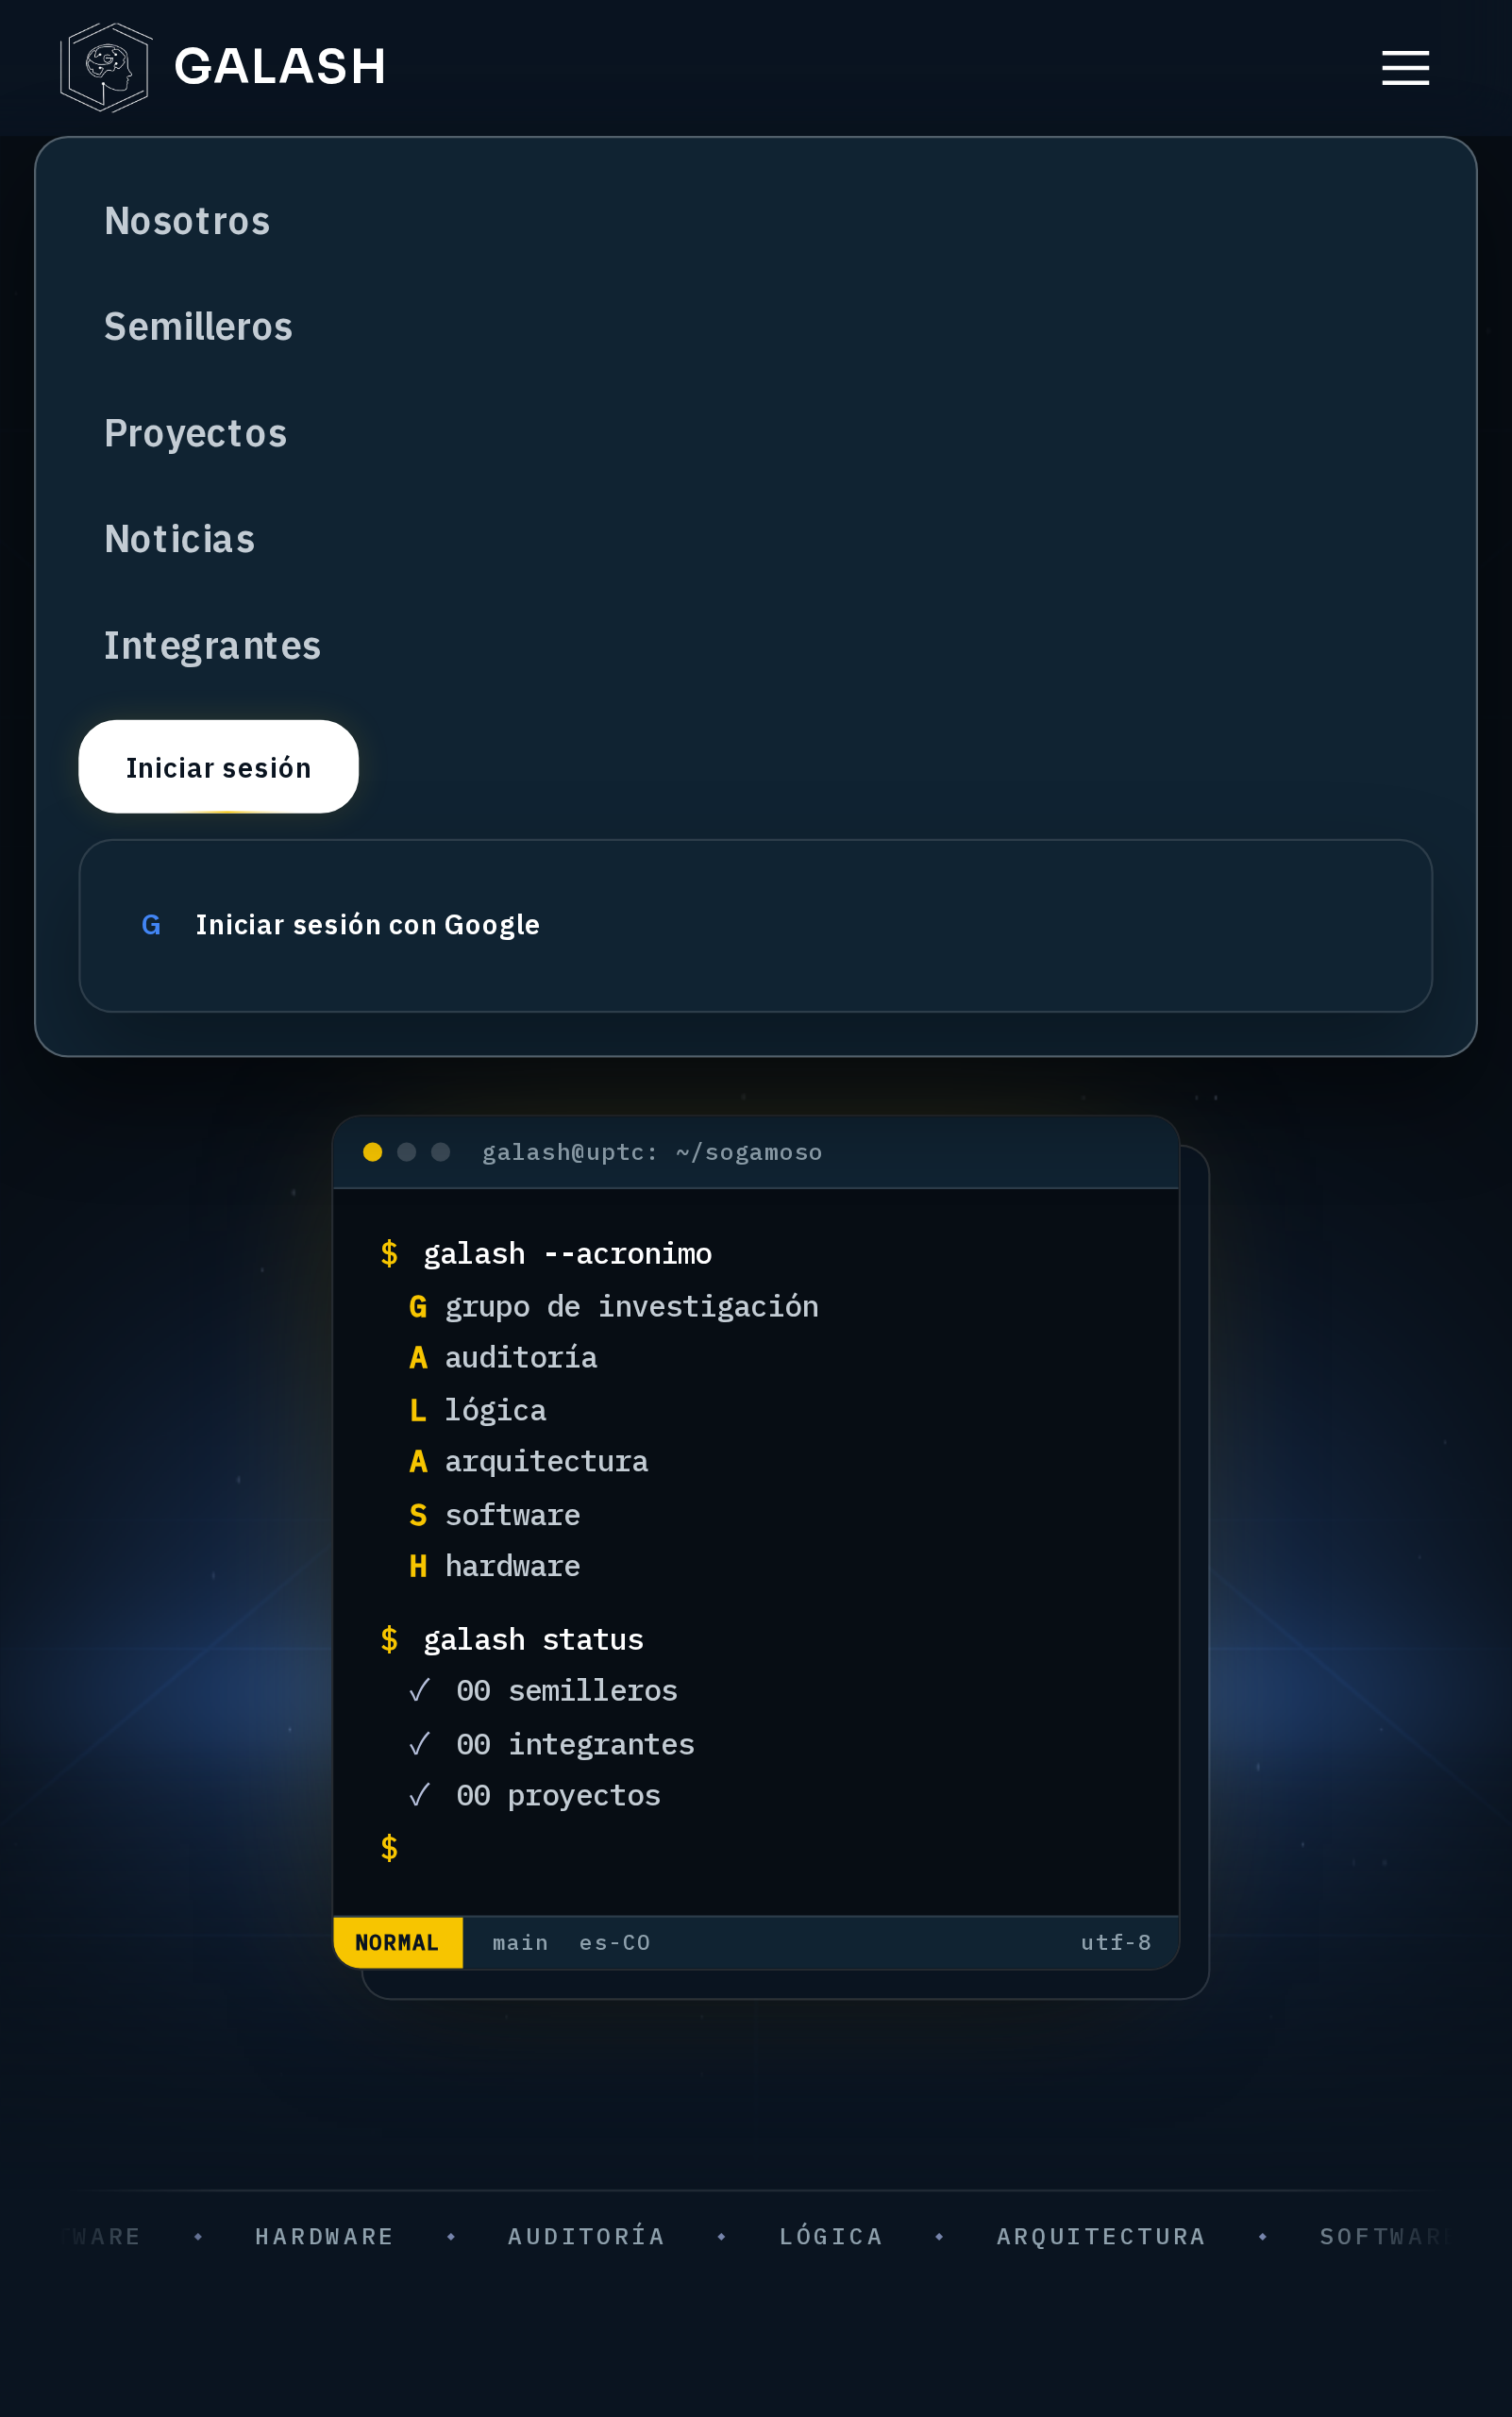 GALASH
Nosotros
Semilleros
Proyectos
Noticias
Integrantes
Iniciar sesión
G Iniciar sesión con Google
galash@uptc: ~/sogamoso
$ galash --acronimo
G grupo de investigación
A auditoría
L lógica
A arquitectura
S software
H hardware
$ galash status
✓ 00 semilleros
✓ 00 integrantes
✓ 00 proyectos
$
NORMAL main es-CO utf-8
WARE ◆ HARDWARE ◆ AUDITORÍA ◆ LÓGICA ◆ ARQUITECTURA ◆ SOFTWAR